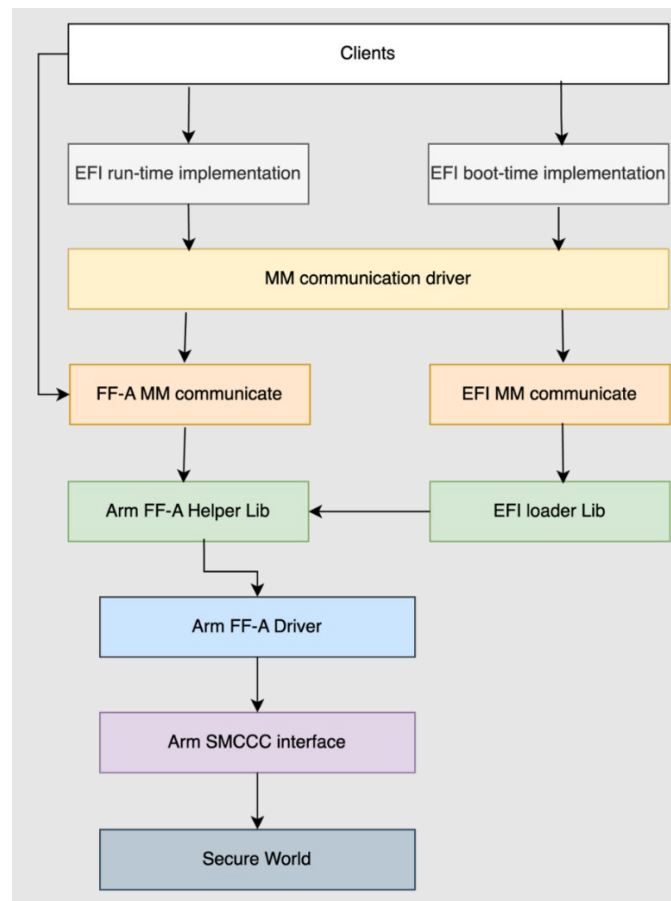 Clients
EFI run-time implementation
EFI boot-time implementation
MM communication driver
FF-A MM communicate
EFI MM communicate
Arm FF-A Helper Lib
EFI loader Lib
Arm FF-A Driver
Arm SMCCC interface
Secure World